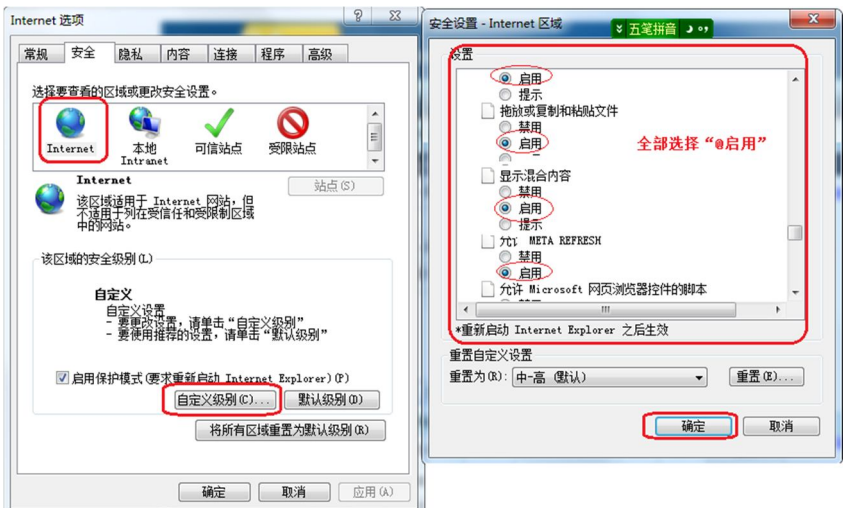 Internet 选项
常规 安全 隐私 内容 连接 程序 高级
选择要查看的区域或更改安全设置。
Internet
本地
Intranet
可信站点
受限站点
Internet
站点(S)
该区域适用于 Internet 网站，但
不适用于列在受信任和受限制区域
中的网站。
该区域的安全级别(L)
自定义
自定义设置
- 要更改设置，请单击“自定义级别”
- 要使用推荐的设置，请单击“默认级别”
启用保护模式(要求重新启动 Internet Explorer)(P)
自定义级别(C)... 默认级别(D)
将所有区域重置为默认级别(R)
确定 取消 应用(A)
安全设置 - Internet 区域
五笔拼音
设置
启用
提示
拖放或复制和粘贴文件
禁用
启用
全部选择“@启用”
显示混合内容
禁用
启用
提示
允许 META REFRESH
禁用
启用
允许 Microsoft 网页浏览器控件的脚本
*重新启动 Internet Explorer 之后生效
重置自定义设置
重置为(R): 中-高 (默认) 重置(E)...
确定 取消